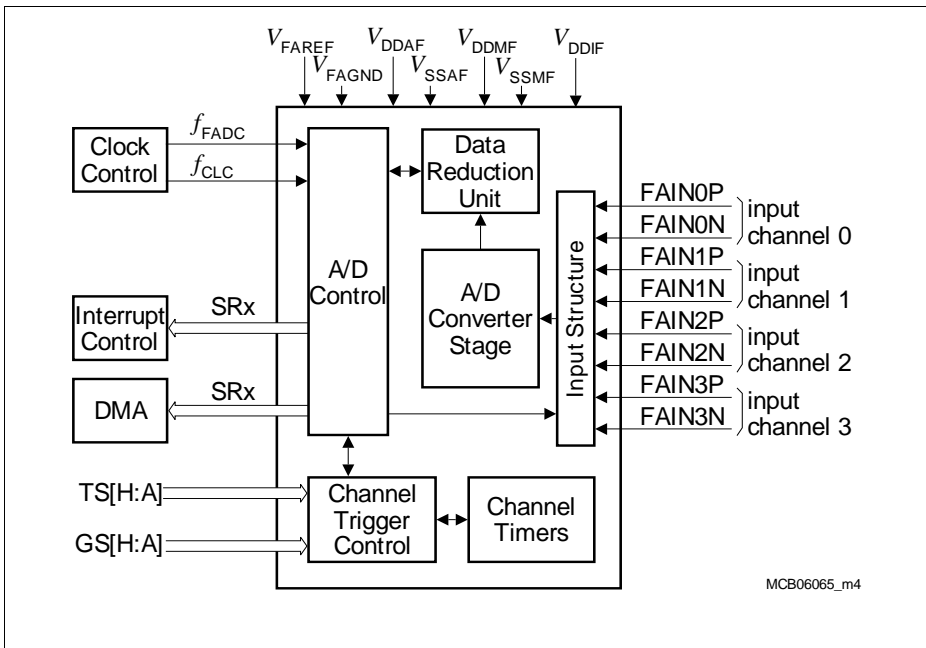 VFAREF
VDDAF
VDDMF
VDDIF
VFAGND
VSSAF
VSSMF
Clock
Control
fFADC
fCLC
A/D
Control
Data
Reduction
Unit
A/D
Converter
Stage
Input Structure
FAIN0P
FAIN0N
input
channel 0
FAIN1P
FAIN1N
input
channel 1
FAIN2P
FAIN2N
input
channel 2
FAIN3P
FAIN3N
input
channel 3
Interrupt
Control
SRx
DMA
SRx
TS[H:A]
GS[H:A]
Channel
Trigger
Control
Channel
Timers
MCB06065_m4